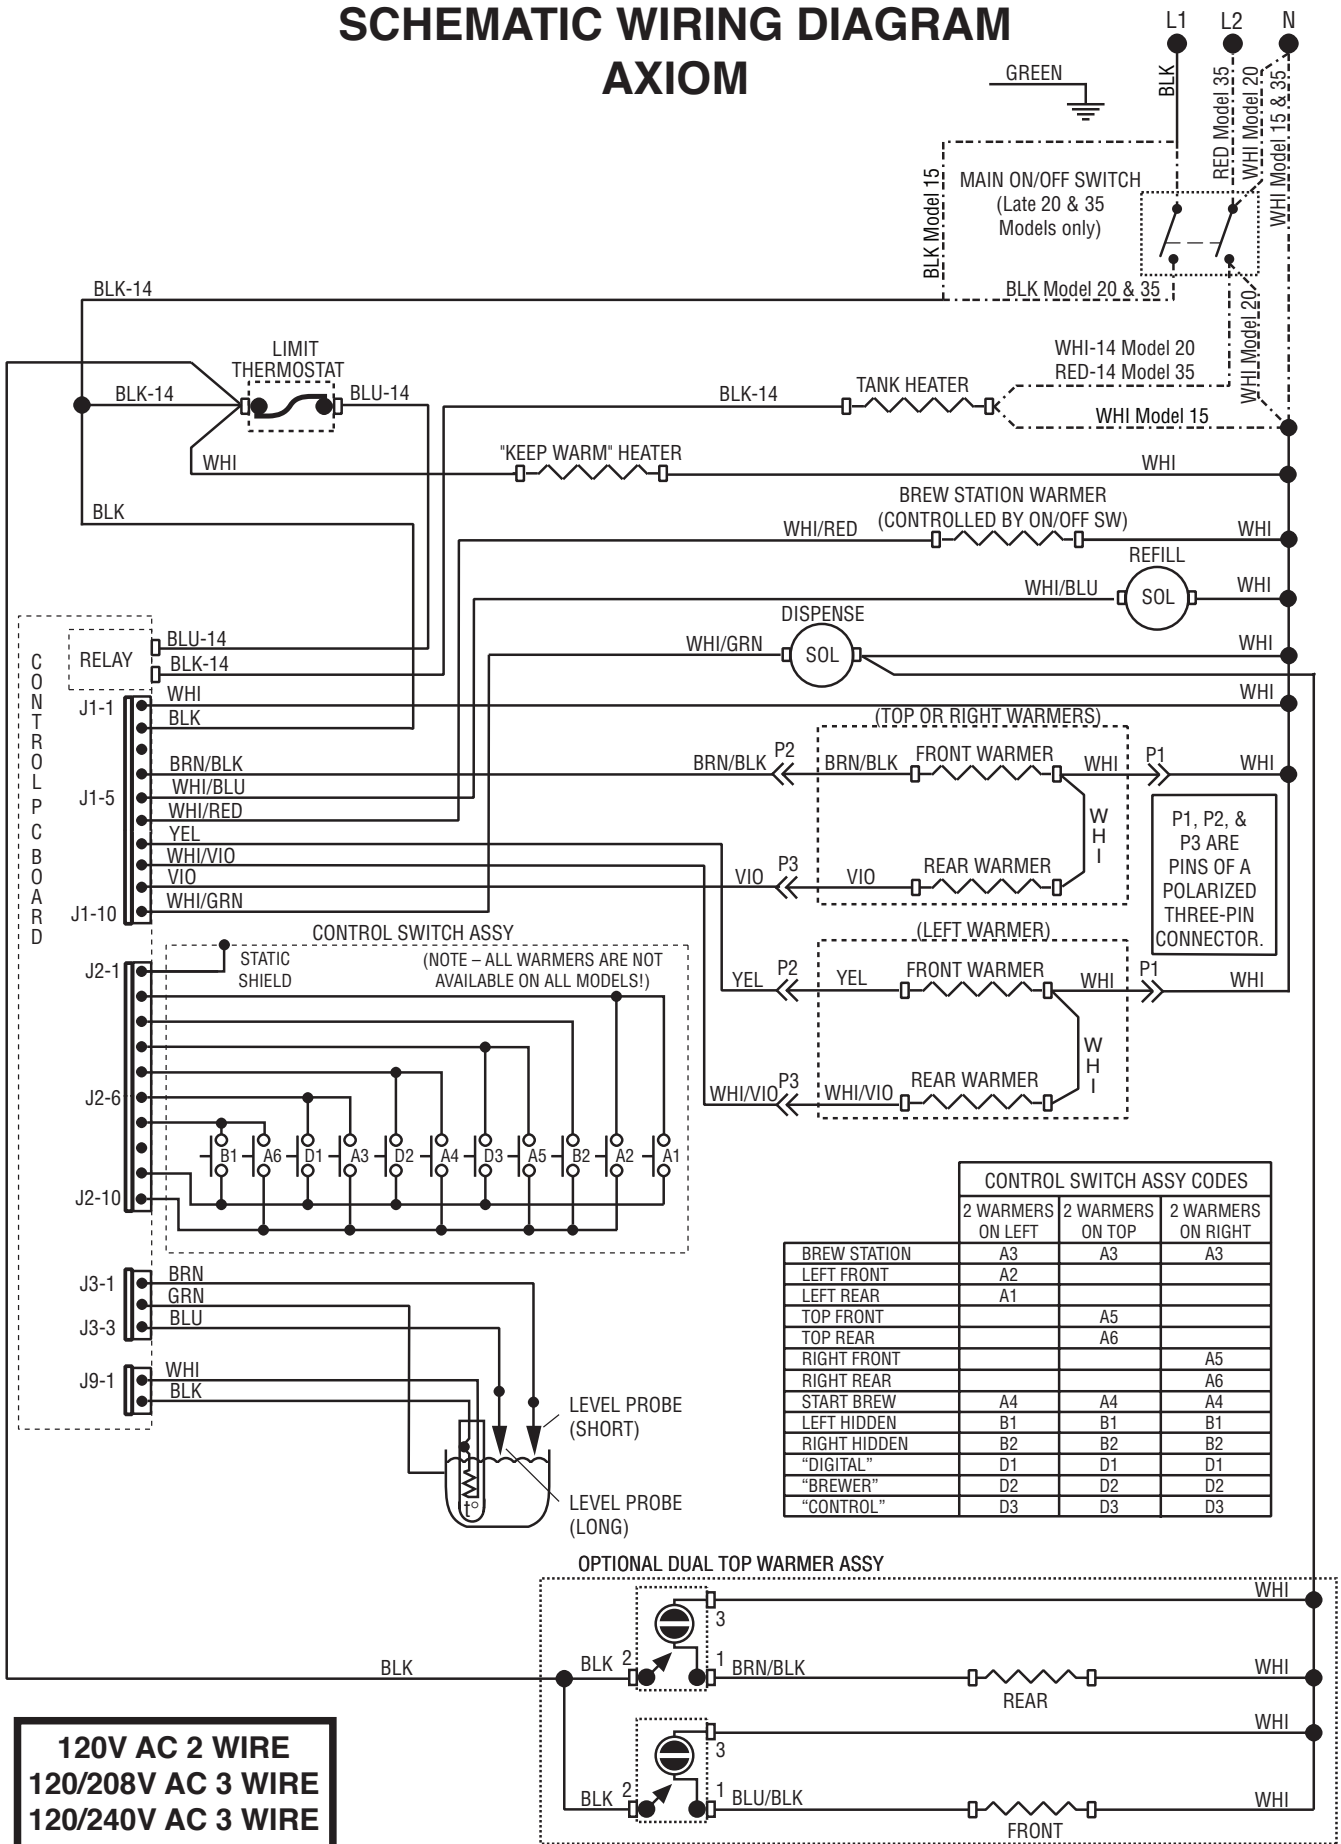 SCHEMATIC WIRING DIAGRAM
AXIOM
L1 L2 N
GREEN
BLK
RED Model 35
WHI Model 20
WHI Model 15 & 35
BLK Model 15
MAIN ON/OFF SWITCH
(Late 20 & 35
Models only)
BLK-14
BLK Model 20 & 35
WHI Model 20
LIMIT
THERMOSTAT
BLK-14
BLU-14
BLK-14
TANK HEATER
WHI-14 Model 20
RED-14 Model 35
WHI Model 15
WHI
"KEEP WARM" HEATER
WHI
BLK
BREW STATION WARMER
(CONTROLLED BY ON/OFF SW)
WHI/RED
WHI
REFILL
WHI/BLU
SOL
WHI
DISPENSE
WHI/GRN
SOL
WHI
CONTROL P C BOARD
RELAY
BLU-14
BLK-14
J1-1
WHI
WHI
BLK
BRN/BLK
J1-5
WHI/BLU
WHI/RED
YEL
WHI/VIO
VIO
J1-10
WHI/GRN
(TOP OR RIGHT WARMERS)
BRN/BLK
P2
BRN/BLK
FRONT WARMER
WHI
P1
WHI
WHI
VIO
P3
VIO
REAR WARMER
P1, P2, &
P3 ARE
PINS OF A
POLARIZED
THREE-PIN
CONNECTOR.
(LEFT WARMER)
YEL
P2
YEL
FRONT WARMER
WHI
P1
WHI
WHI
WHI/VIO
P3
WHI/VIO
REAR WARMER
CONTROL SWITCH ASSY
J2-1
STATIC
SHIELD
(NOTE – ALL WARMERS ARE NOT
AVAILABLE ON ALL MODELS!)
J2-6
B1 A6 D1 A3 D2 A4 D3 A5 B2 A2 A1
J2-10
J3-1
BRN
GRN
J3-3
BLU
J9-1
WHI
BLK
LEVEL PROBE
(SHORT)
LEVEL PROBE
(LONG)
t°
CONTROL SWITCH ASSY CODES
2 WARMERS 2 WARMERS 2 WARMERS
ON LEFT ON TOP ON RIGHT
BREW STATION A3 A3 A3
LEFT FRONT A2
LEFT REAR A1
TOP FRONT A5
TOP REAR A6
RIGHT FRONT A5
RIGHT REAR A6
START BREW A4 A4 A4
LEFT HIDDEN B1 B1 B1
RIGHT HIDDEN B2 B2 B2
“DIGITAL” D1 D1 D1
“BREWER” D2 D2 D2
“CONTROL” D3 D3 D3
OPTIONAL DUAL TOP WARMER ASSY
3
WHI
BLK
BLK 2
1 BRN/BLK
REAR
WHI
3
WHI
BLK 2
1 BLU/BLK
FRONT
WHI
120V AC 2 WIRE
120/208V AC 3 WIRE
120/240V AC 3 WIRE